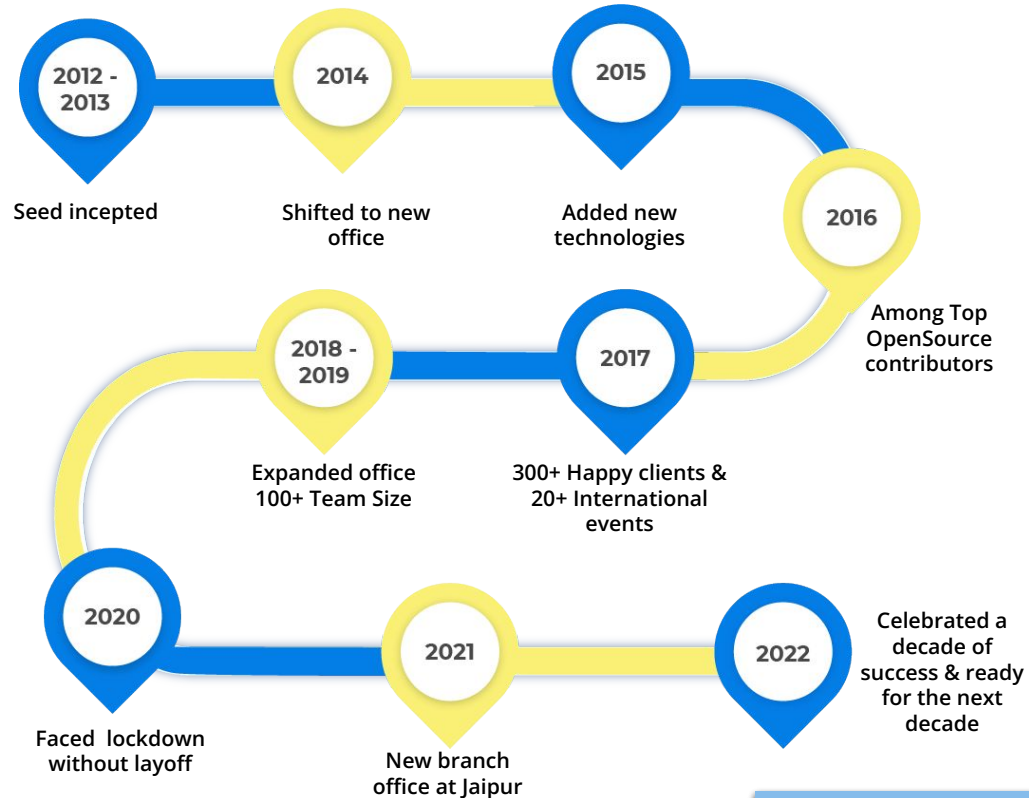 2012 -
2013
Seed incepted
2014
Shifted to new
office
2015
Added new
technologies
2016
Among Top
OpenSource
contributors
2017
300+ Happy clients &
20+ International
events
2018 -
2019
Expanded office
100+ Team Size
2020
Faced lockdown
without layoff
2021
New branch
office at Jaipur
2022
Celebrated a
decade of
success & ready
for the next
decade